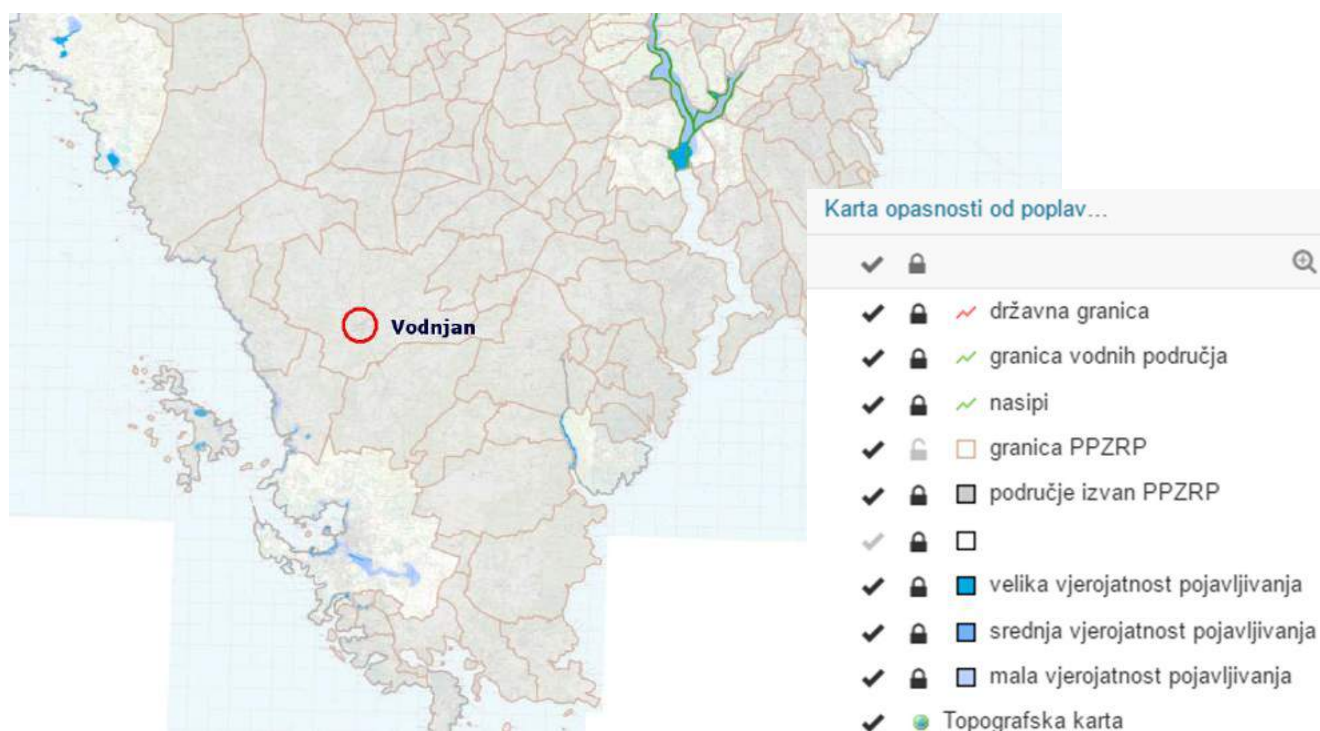 Vodnjan
Karta opasnosti od poplav...
državna granica
granica vodnih područja
nasipi
granica PPZRP
područje izvan PPZRP
velika vjerojatnost pojavljivanja
srednja vjerojatnost pojavljivanja
mala vjerojatnost pojavljivanja
Topografska karta